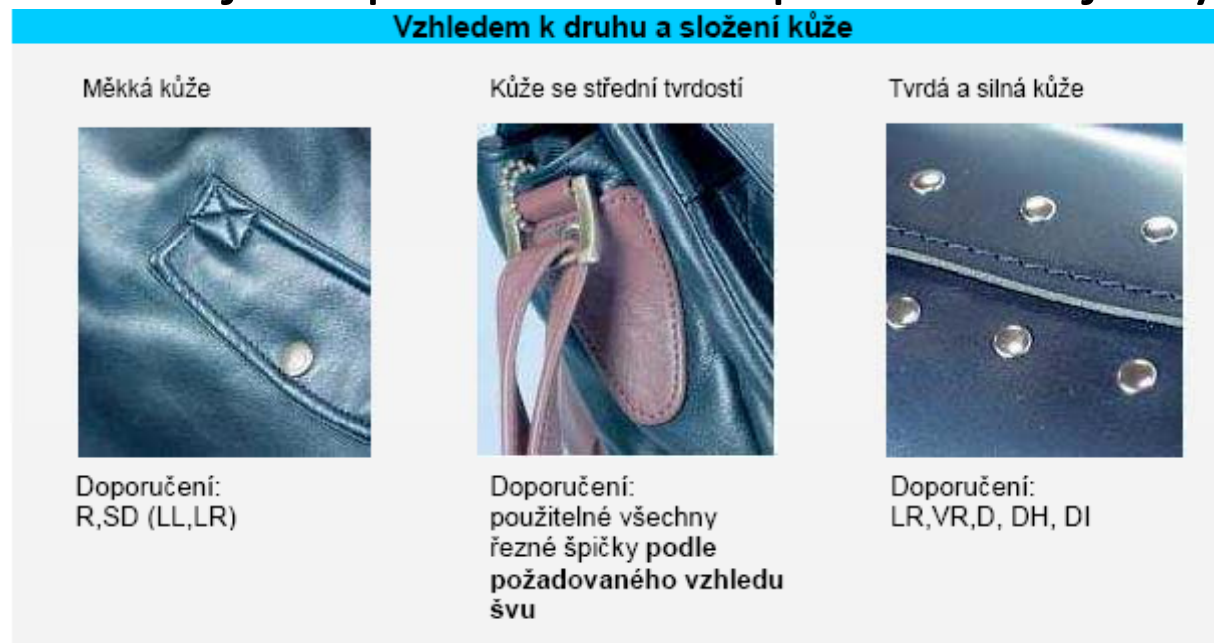 Vzhledem k druhu a složení kůže
Měkká kůže
Kůže se střední tvrdostí
Tvrdá a silná kůže
Doporučení:
R,SD (LL,LR)
Doporučení:
použitelné všechny
řezné špičky podle
požadovaného vzhledu
švu
Doporučení:
LR,VR,D, DH, DI